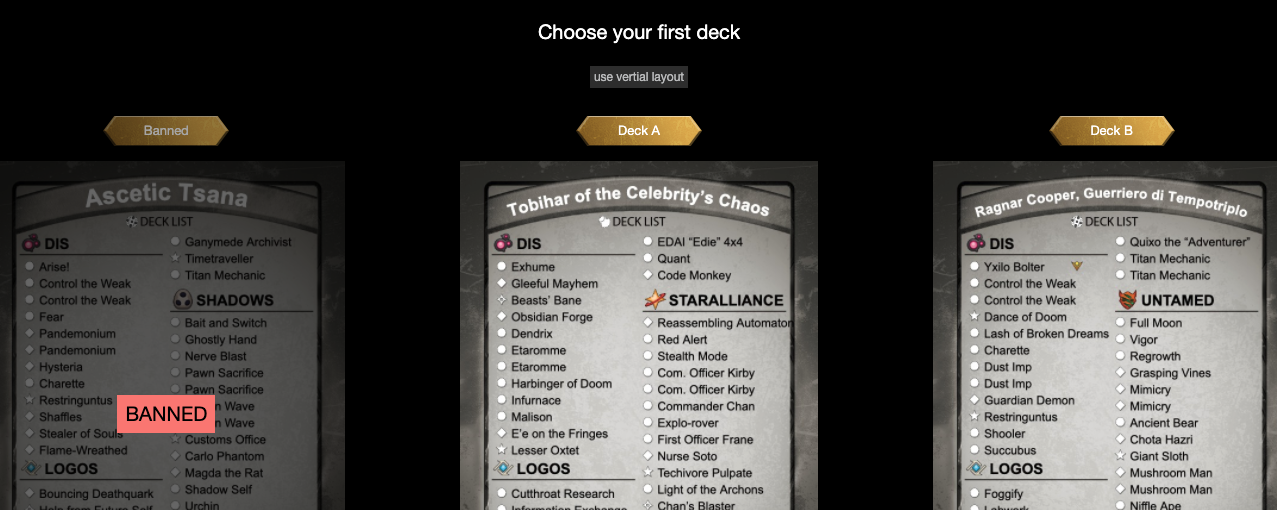 Choose your first deck
use vertial layout
Banned
Ascetic Tsana
DECK LIST
DIS
Arise!
Control the Weak
Control the Weak
Fear
Pandemonium
Pandemonium
Hysteria
Charette
Restringuntus
Shaffles
Stealer of Souls
Flame-Wreathed
LOGOS
Bouncing Deathquark
Help from Future Self
Ganymede Archivist
Timetraveller
Titan Mechanic
SHADOWS
Bait and Switch
Ghostly Hand
Nerve Blast
Pawn Sacrifice
Pawn Sacrifice
Wave
Wave
Customs Office
Carlo Phantom
Magda the Rat
Shadow Self
Urchin
BANNED
Deck A
Tobihar of the Celebrity's Chaos
DECK LIST
DIS
Exhume
Gleeful Mayhem
Beasts' Bane
Obsidian Forge
Dendrix
Etaromme
Etaromme
Harbinger of Doom
Infurnace
Malison
E'e on the Fringes
Lesser Oxtet
LOGOS
Cutthroat Research
Information Exchange
EDAI “Edie” 4x4
Quant
Code Monkey
STARALLIANCE
Reassembling Automaton
Red Alert
Stealth Mode
Com. Officer Kirby
Com. Officer Kirby
Commander Chan
Explo-rover
First Officer Frane
Nurse Soto
Techivore Pulpate
Light of the Archons
Chan's Blaster
Deck B
Ragnar Cooper, Guerriero di Tempotriplo
DECK LIST
DIS
Yxilo Bolter
Control the Weak
Control the Weak
Dance of Doom
Lash of Broken Dreams
Charette
Dust Imp
Dust Imp
Guardian Demon
Restringuntus
Shooler
Succubus
LOGOS
Foggify
Labwork
Quixo the “Adventurer”
Titan Mechanic
Titan Mechanic
UNTAMED
Full Moon
Vigor
Regrowth
Grasping Vines
Mimicry
Mimicry
Ancient Bear
Chota Hazri
Giant Sloth
Mushroom Man
Mushroom Man
Niffle Ape